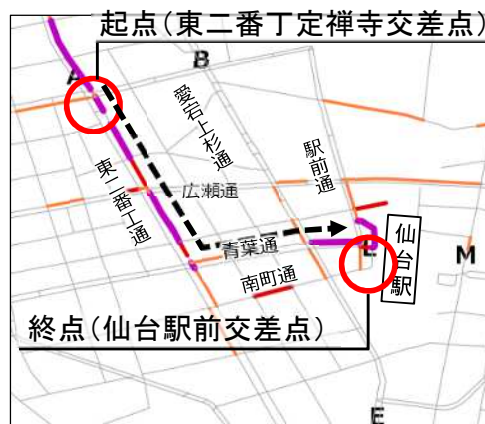 起点(東二番丁定禅寺交差点)
A
B
愛宕上杉通
駅前通
東二番丁通
広瀬通
青葉通
仙台駅
E
M
南町通
終点(仙台駅前交差点)
E